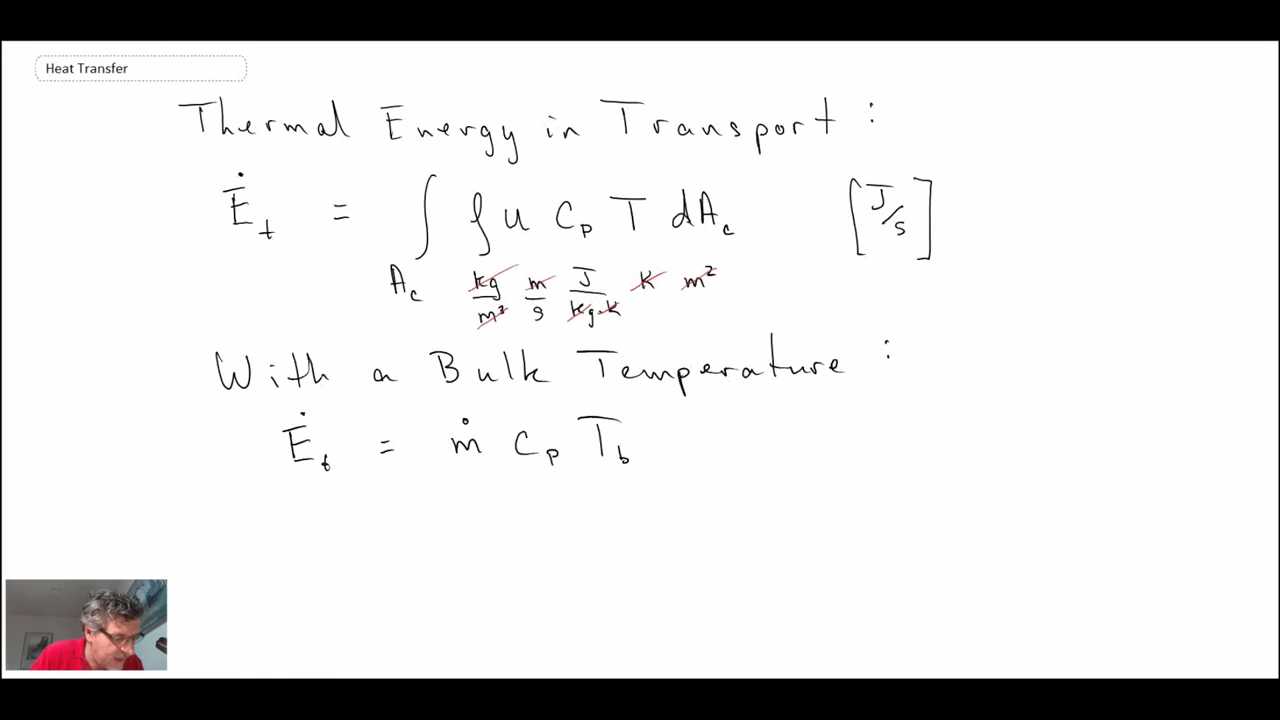 Heat Transfer
Thermal Energy in Transport :
Ė_t = ∫ ρ u C_p T dA_c [J/s]
A_c kg/m³ m/s J/kg·K K m²
With a Bulk Temperature :
Ė_t = ṁ C_p T_b